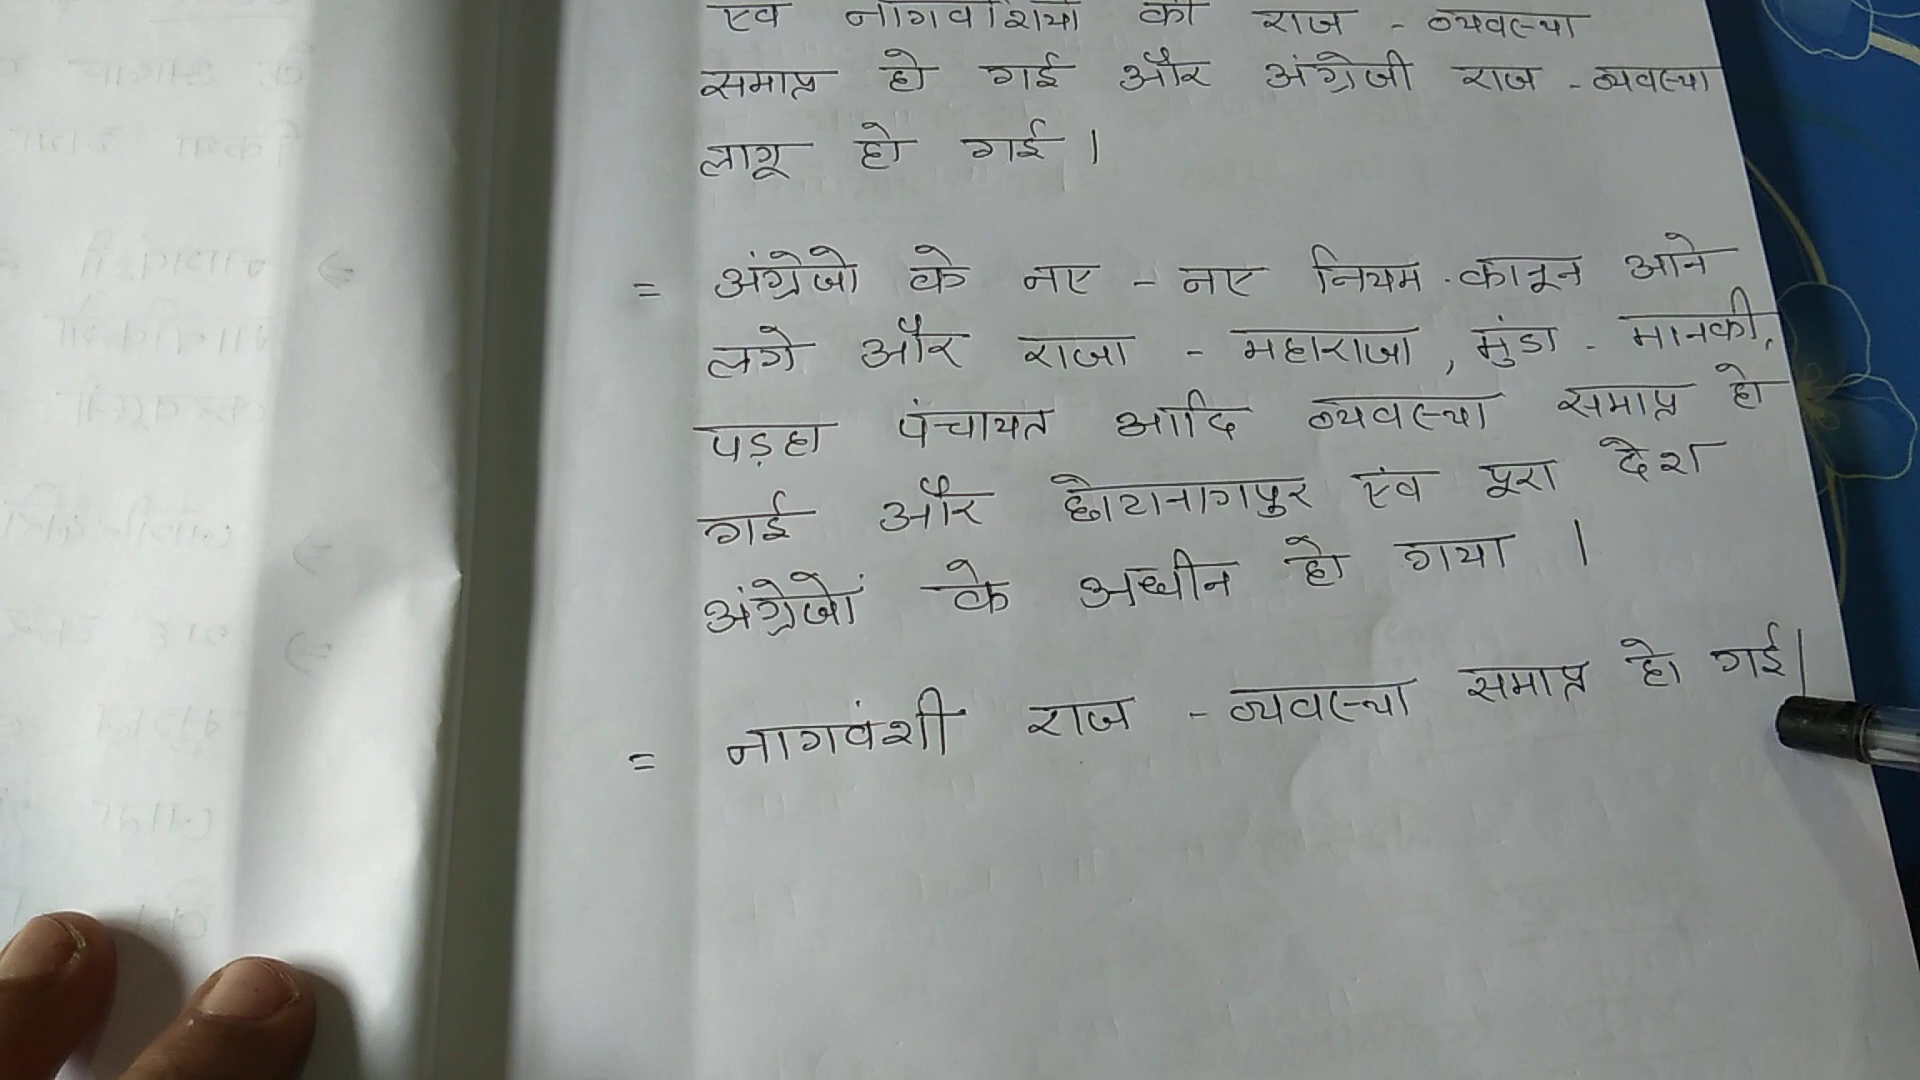 एवं नागवंशियों की राज - व्यवस्था
समाप्त हो गई और अंग्रेजी राज - व्यवस्था
लागू हो गई ।
= अंग्रेजो के नए - नए नियम - कानून आने
लगे और राजा - महाराजा , मुंडा - मानकी,
पड़हा पंचायत आदि व्यवस्था समाप्त हो
गई और छोटानागपुर एंव पूरा देश
अंग्रेजों के अधीन हो गया ।
= नागवंशी राज - व्यवस्था समाप्त हो गई।